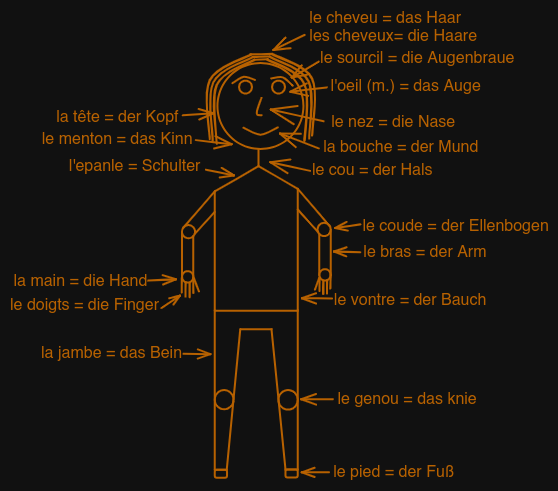 le cheveu = das Haar
les cheveux= die Haare
le sourcil = die Augenbraue
l'oeil (m.) = das Auge
la tête = der Kopf
le nez = die Nase
le menton = das Kinn
la bouche = der Mund
l'epanle = Schulter
le cou = der Hals
le coude = der Ellenbogen
le bras = der Arm
la main = die Hand
le doigts = die Finger
le vontre = der Bauch
la jambe = das Bein
le genou = das knie
le pied = der Fuß